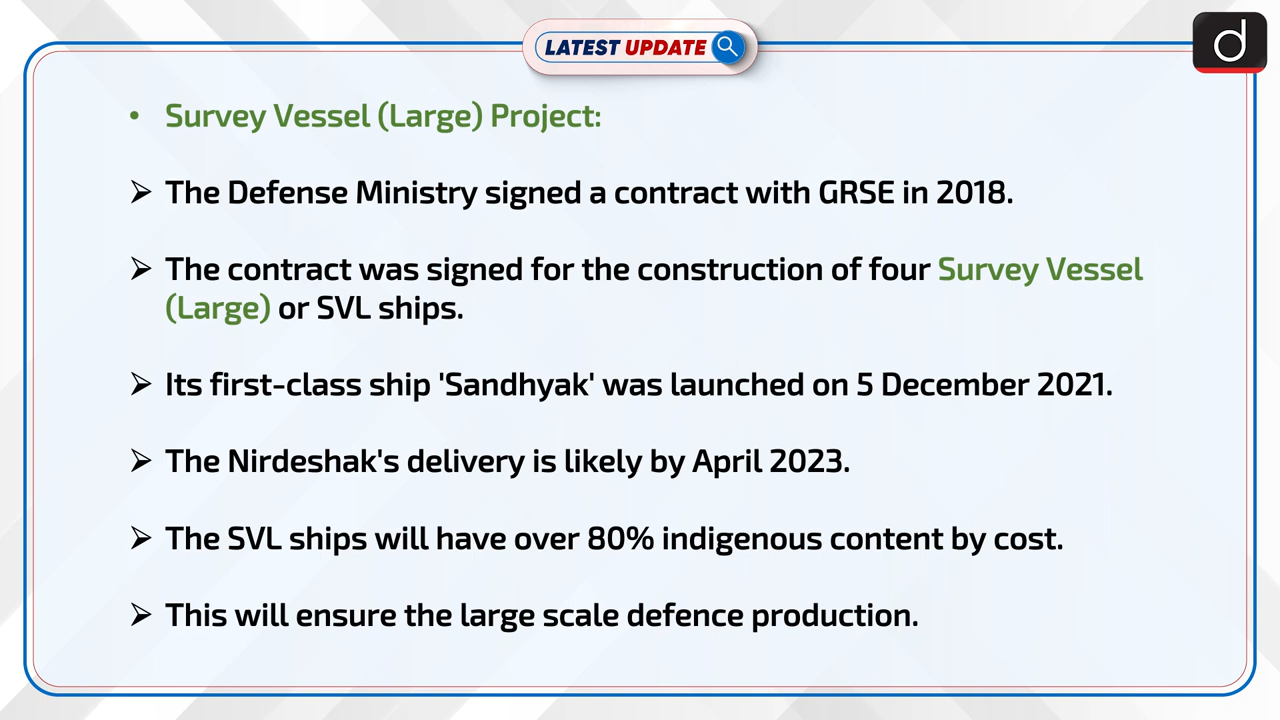 LATEST UPDATE
d
• Survey Vessel (Large) Project:
➢ The Defense Ministry signed a contract with GRSE in 2018.
➢ The contract was signed for the construction of four Survey Vessel
(Large) or SVL ships.
➢ Its first-class ship 'Sandhyak' was launched on 5 December 2021.
➢ The Nirdeshak's delivery is likely by April 2023.
➢ The SVL ships will have over 80% indigenous content by cost.
➢ This will ensure the large scale defence production.